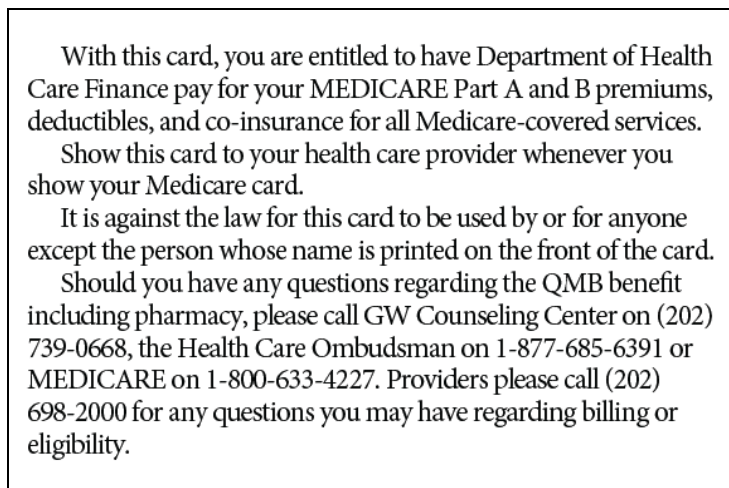 With this card, you are entitled to have Department of Health
Care Finance pay for your MEDICARE Part A and B premiums,
deductibles, and co-insurance for all Medicare-covered services.
Show this card to your health care provider whenever you
show your Medicare card.
It is against the law for this card to be used by or for anyone
except the person whose name is printed on the front of the card.
Should you have any questions regarding the QMB benefit
including pharmacy, please call GW Counseling Center on (202)
739-0668, the Health Care Ombudsman on 1-877-685-6391 or
MEDICARE on 1-800-633-4227. Providers please call (202)
698-2000 for any questions you may have regarding billing or
eligibility.